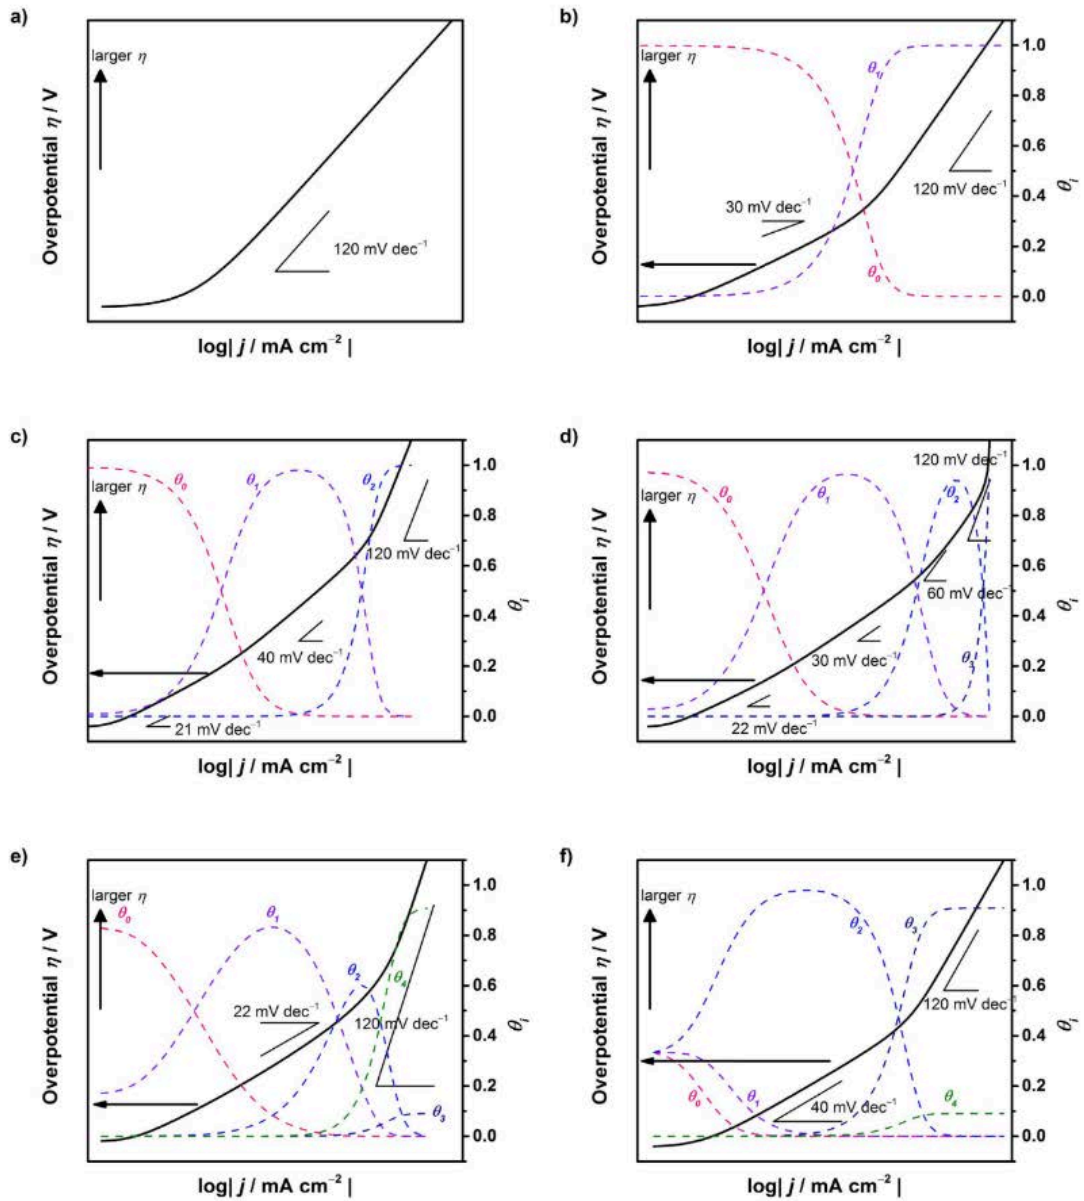 a)
larger η
Overpotential η / V
120 mV dec⁻¹
log| j / mA cm⁻² |
b)
larger η
Overpotential η / V
θ₁
30 mV dec⁻¹
120 mV dec⁻¹
θ₀
1.0
0.8
0.6
0.4
0.2
0.0
θᵢ
log| j / mA cm⁻² |
c)
larger η
Overpotential η / V
θ₀
θ₁
θ₂
120 mV dec⁻¹
40 mV dec⁻¹
21 mV dec⁻¹
1.0
0.8
0.6
0.4
0.2
0.0
θᵢ
log| j / mA cm⁻² |
d)
larger η
Overpotential η / V
120 mV dec⁻¹
θ₀
θ₁
θ₂
60 mV dec⁻¹
30 mV dec⁻¹
θ₃
22 mV dec⁻¹
1.0
0.8
0.6
0.4
0.2
0.0
θᵢ
log| j / mA cm⁻² |
e)
larger η
Overpotential η / V
θ₀
θ₁
θ₂
θ₄
22 mV dec⁻¹
120 mV dec⁻¹
θ₃
1.0
0.8
0.6
0.4
0.2
0.0
θᵢ
log| j / mA cm⁻² |
f)
larger η
Overpotential η / V
θ₂
θ₃
120 mV dec⁻¹
θ₀
θ₁
40 mV dec⁻¹
θ₄
1.0
0.8
0.6
0.4
0.2
0.0
θᵢ
log| j / mA cm⁻² |